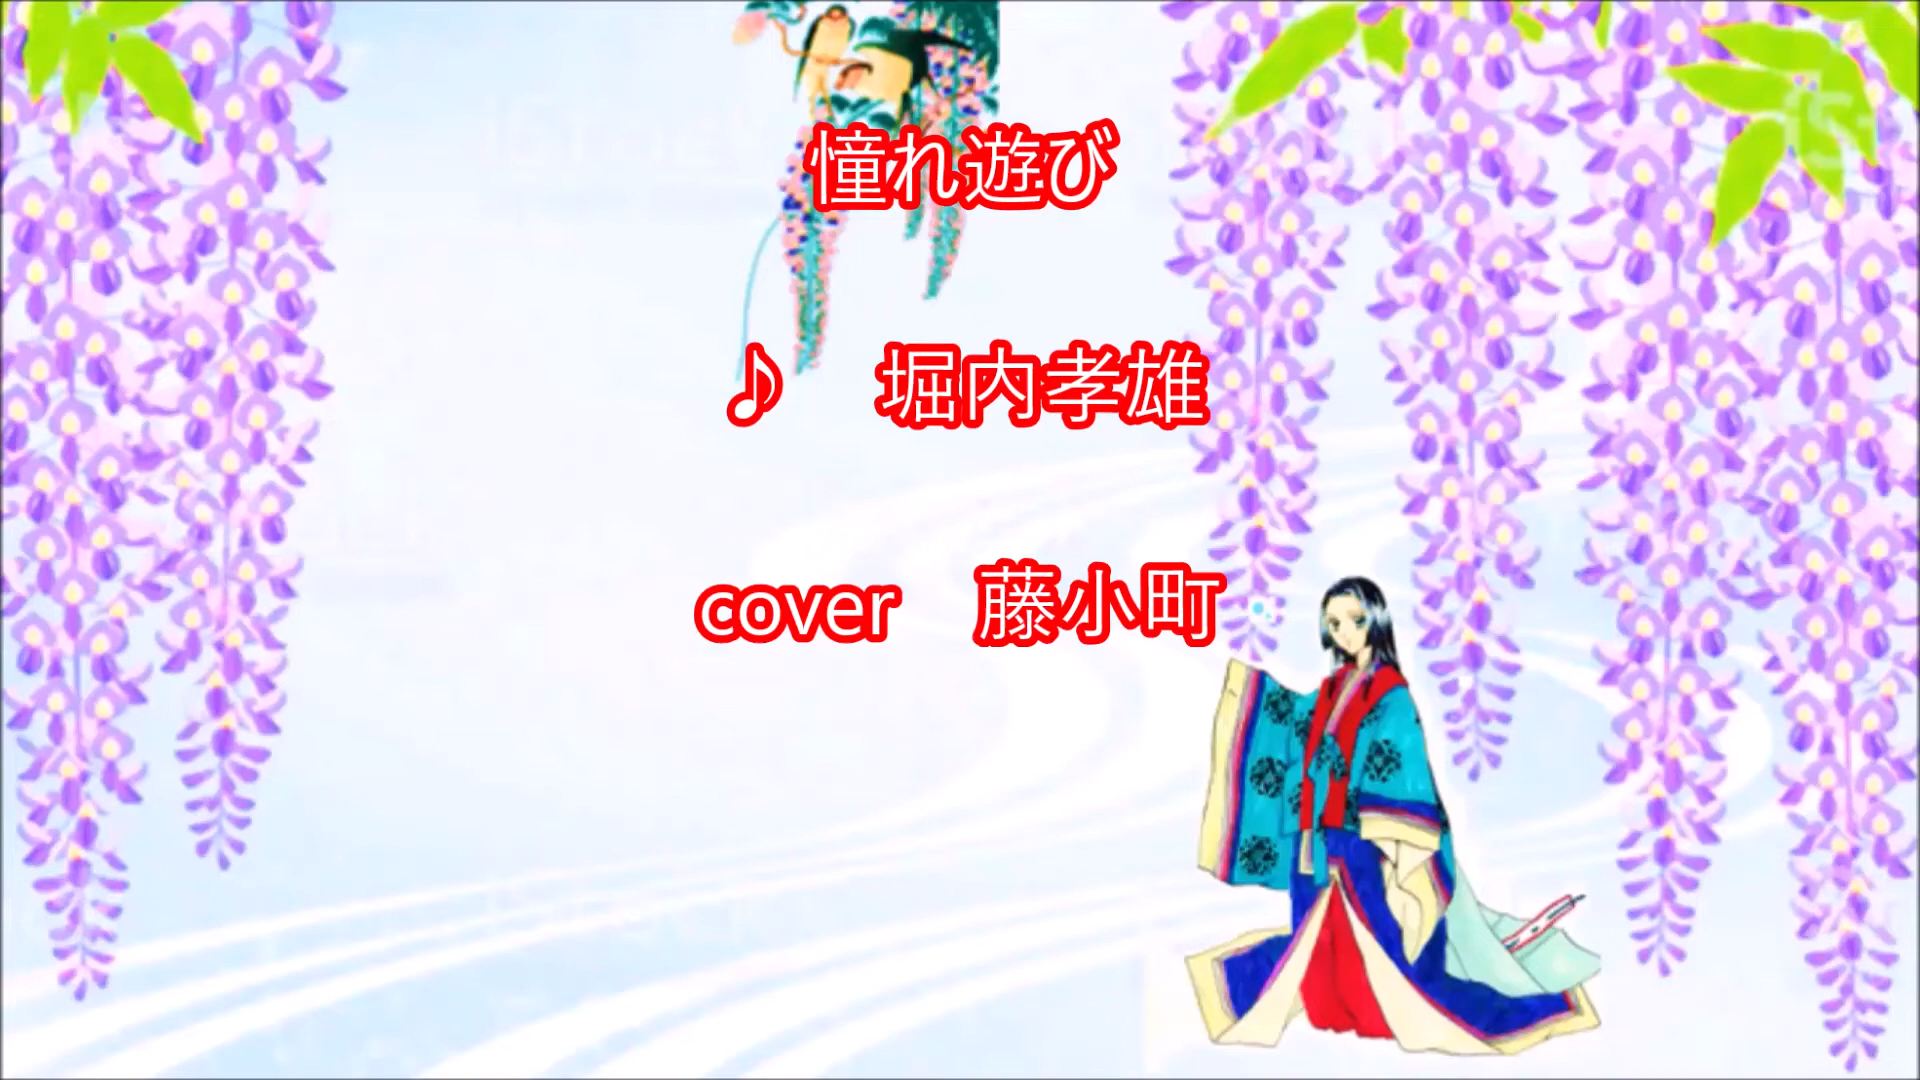 憧れ遊び
♪　堀内孝雄
cover　藤小町